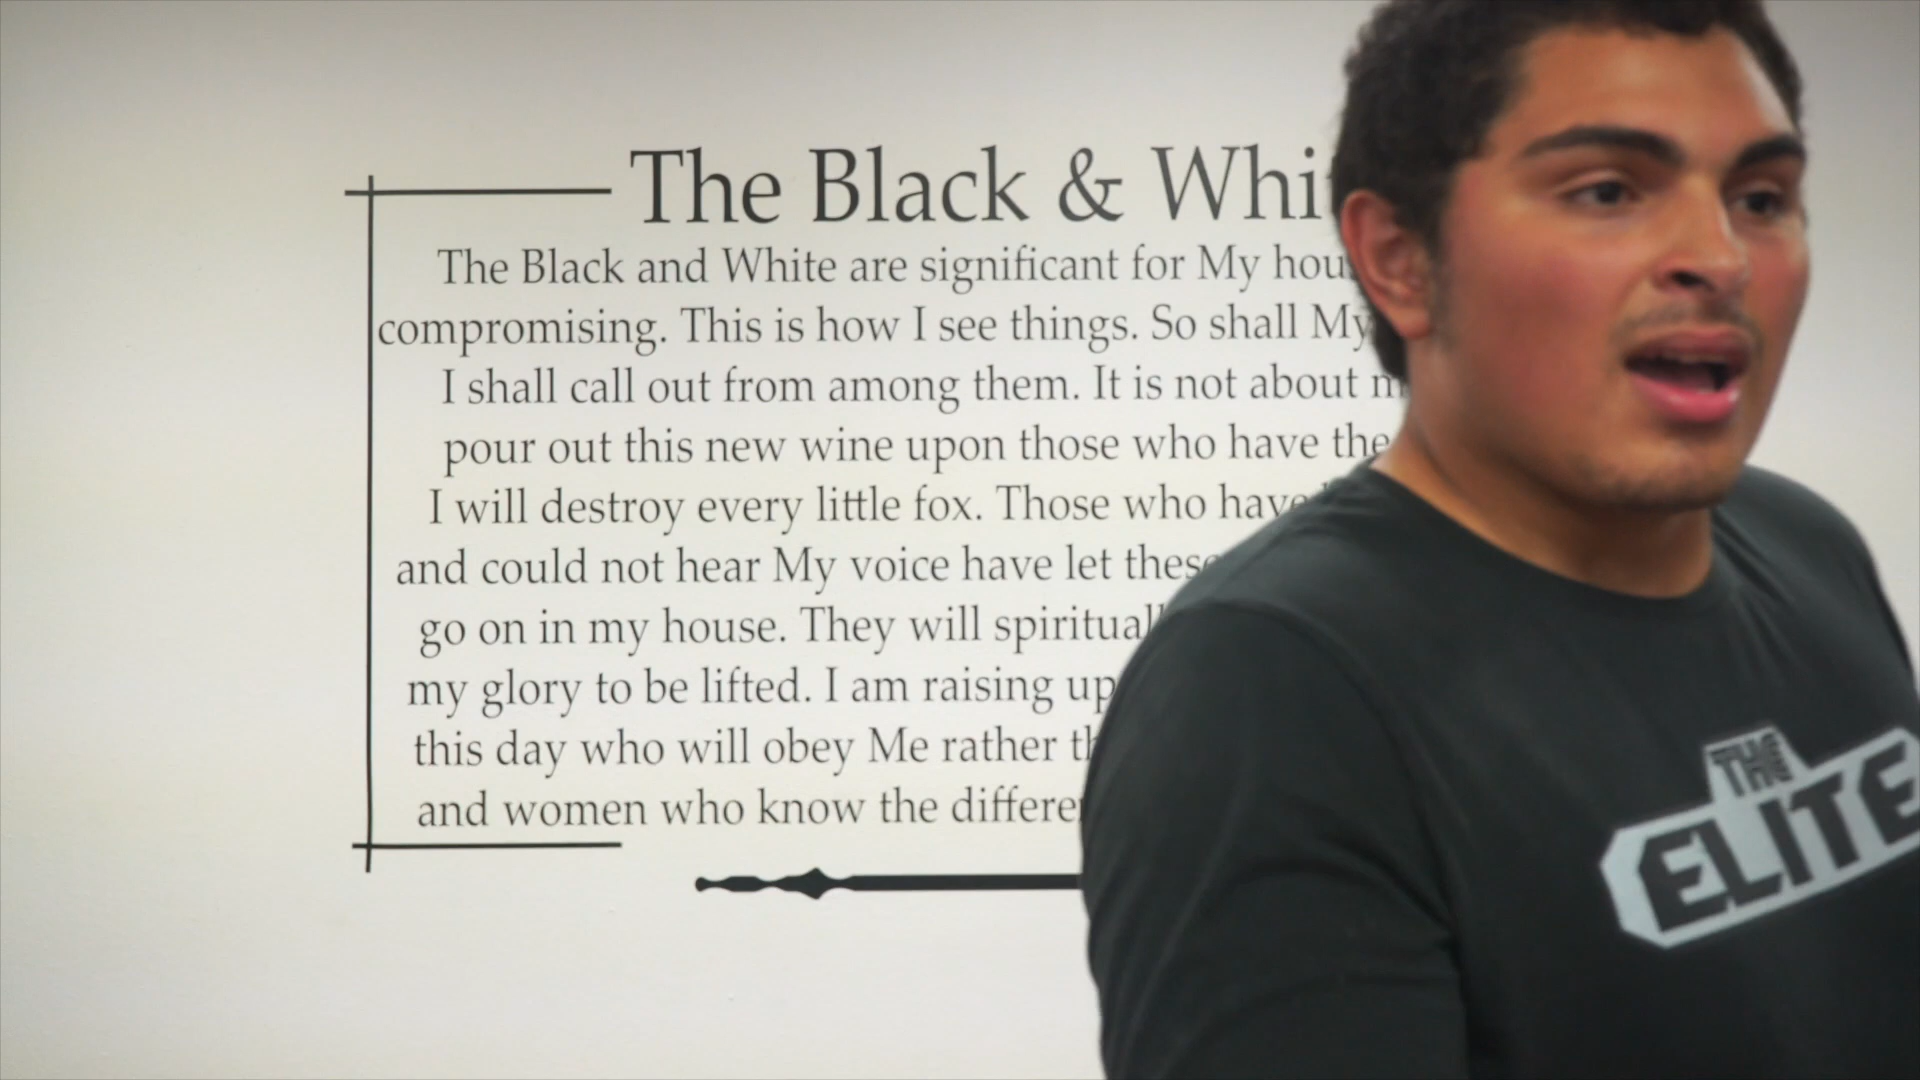 The Black & Whi
The Black and White are significant for My hou
compromising. This is how I see things. So shall My
I shall call out from among them. It is not about
pour out this new wine upon those who have the
I will destroy every little fox. Those who have
and could not hear My voice have let these
go on in my house. They will spiritual
my glory to be lifted. I am raising up
this day who will obey Me rather th
and women who know the differen
THE
ELITE